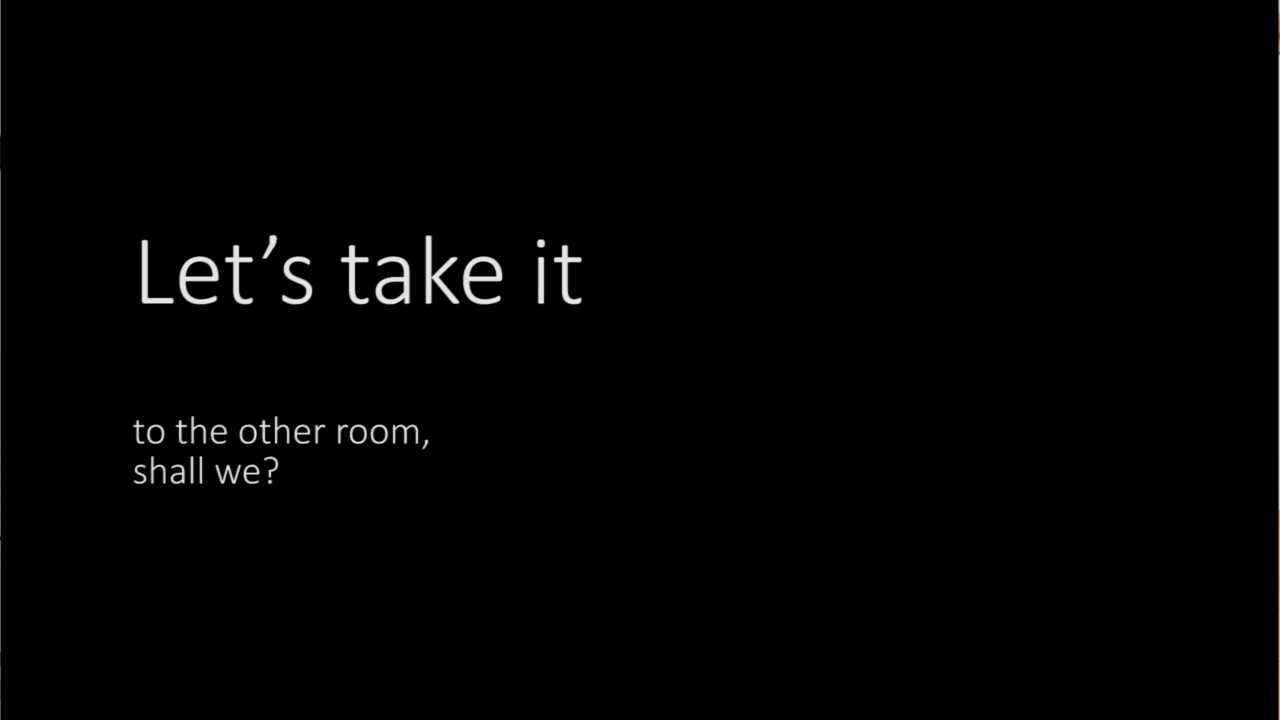 Let’s take it
to the other room,
shall we?